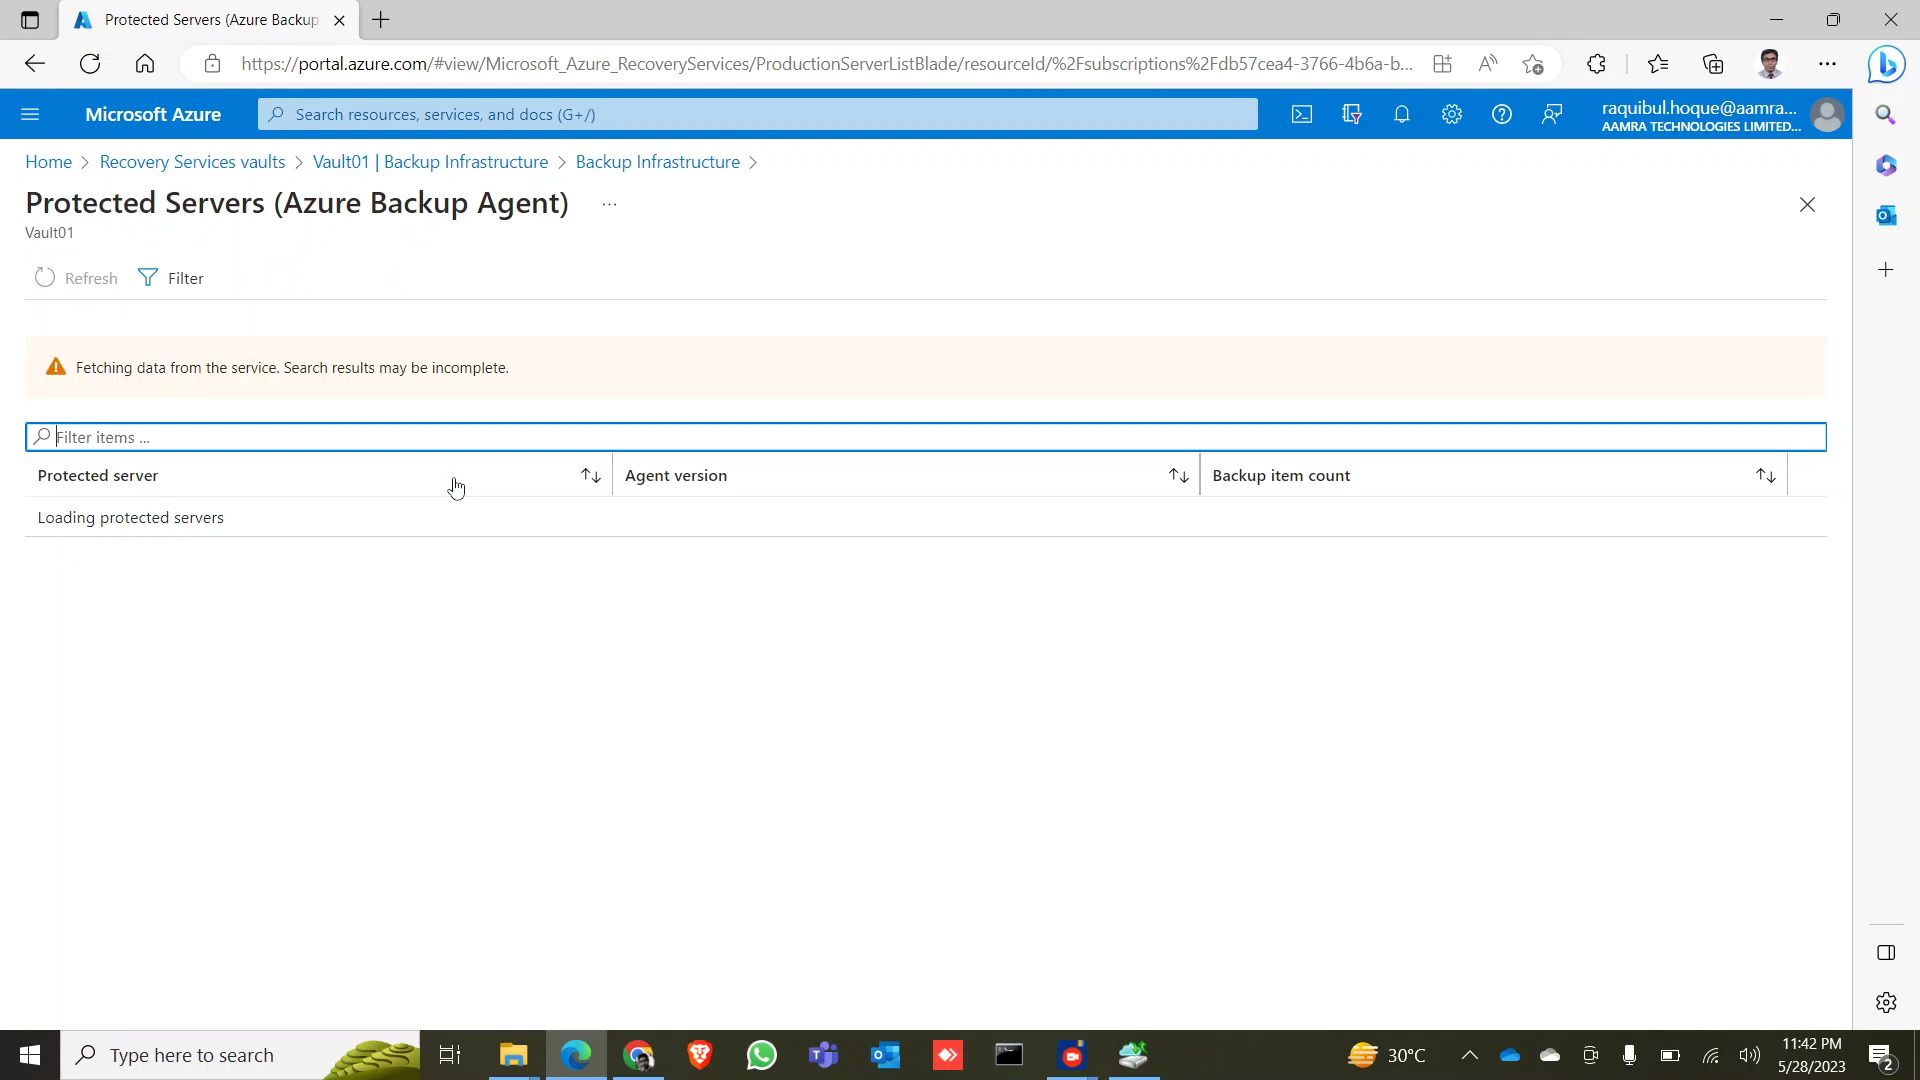 Protected Servers (Azure Backup
https://portal.azure.com/#view/Microsoft_Azure_RecoveryServices/ProductionServerListBlade/resourceId/%2Fsubscriptions%2Fdb57cea4-3766-4b6a-b...
Microsoft Azure
Search resources, services, and docs (G+/)
raquibul.hoque@aamra...
AAMRA TECHNOLOGIES LIMITED...
Home > Recovery Services vaults > Vault01 | Backup Infrastructure > Backup Infrastructure >
Protected Servers (Azure Backup Agent) ...
Vault01
Refresh Filter
Fetching data from the service. Search results may be incomplete.
Filter items ...
Protected server Agent version Backup item count
Loading protected servers
Type here to search
30°C
11:42 PM
5/28/2023
2